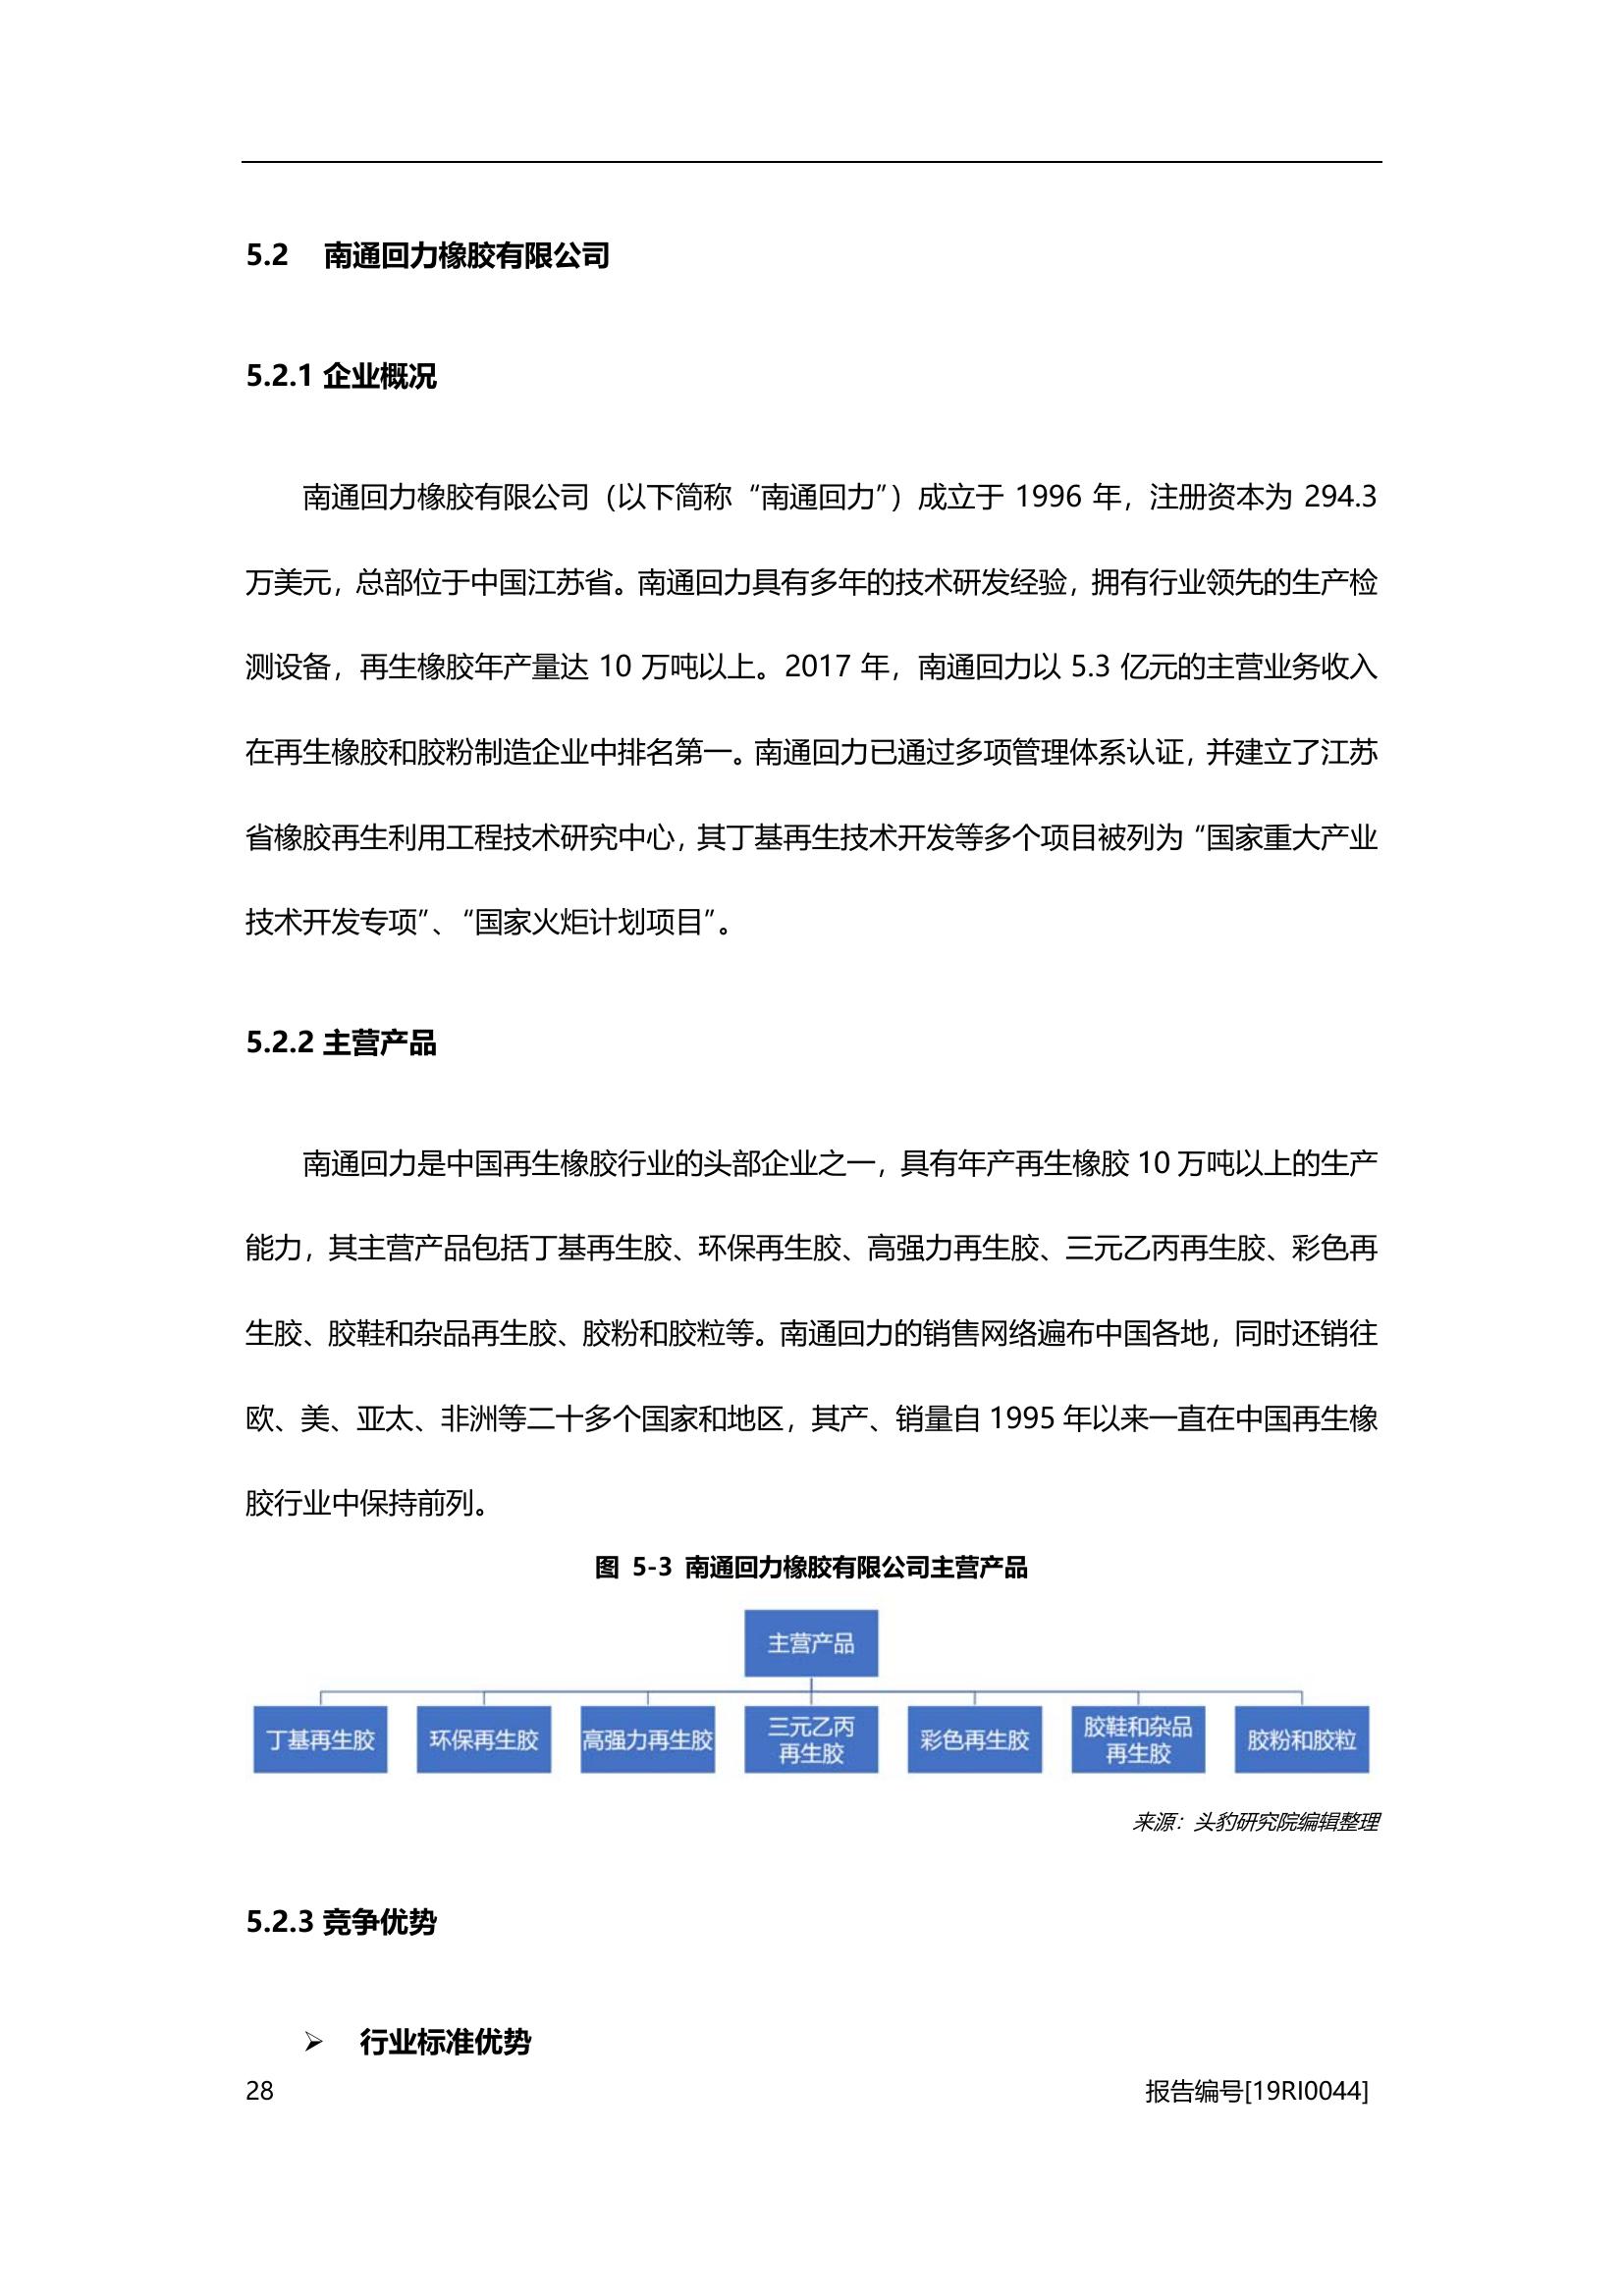 5.2 南通回力橡胶有限公司
5.2.1 企业概况
南通回力橡胶有限公司（以下简称“南通回力”）成立于 1996 年，注册资本为 294.3
万美元，总部位于中国江苏省。南通回力具有多年的技术研发经验，拥有行业领先的生产检
测设备，再生橡胶年产量达 10 万吨以上。2017 年，南通回力以 5.3 亿元的主营业务收入
在再生橡胶和胶粉制造企业中排名第一。南通回力已通过多项管理体系认证，并建立了江苏
省橡胶再生利用工程技术研究中心，其丁基再生技术开发等多个项目被列为“国家重大产业
技术开发专项”、“国家火炬计划项目”。
5.2.2 主营产品
南通回力是中国再生橡胶行业的头部企业之一，具有年产再生橡胶 10 万吨以上的生产
能力，其主营产品包括丁基再生胶、环保再生胶、高强力再生胶、三元乙丙再生胶、彩色再
生胶、胶鞋和杂品再生胶、胶粉和胶粒等。南通回力的销售网络遍布中国各地，同时还销往
欧、美、亚太、非洲等二十多个国家和地区，其产、销量自 1995 年以来一直在中国再生橡
胶行业中保持前列。
图 5-3 南通回力橡胶有限公司主营产品
主营产品
丁基再生胶
环保再生胶
高强力再生胶
三元乙丙
再生胶
彩色再生胶
胶鞋和杂品
再生胶
胶粉和胶粒
来源：头豹研究院编辑整理
5.2.3 竞争优势
➢ 行业标准优势
28 报告编号[19RI0044]